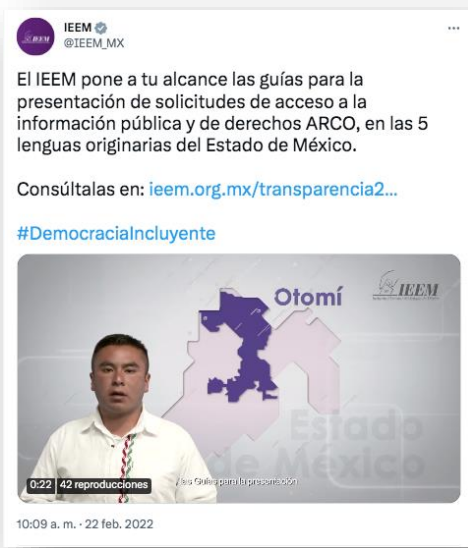 IEEM
@IEEM_MX
El IEEM pone a tu alcance las guías para la
presentación de solicitudes de acceso a la
información pública y de derechos ARCO, en las 5
lenguas originarias del Estado de México.
Consúltalas en: ieem.org.mx/transparencia2...
#DemocraciaIncluyente
Otomí
IEEM
Estado
de México
las Guías para la presentación
0:22 42 reproducciones
10:09 a. m. · 22 feb. 2022